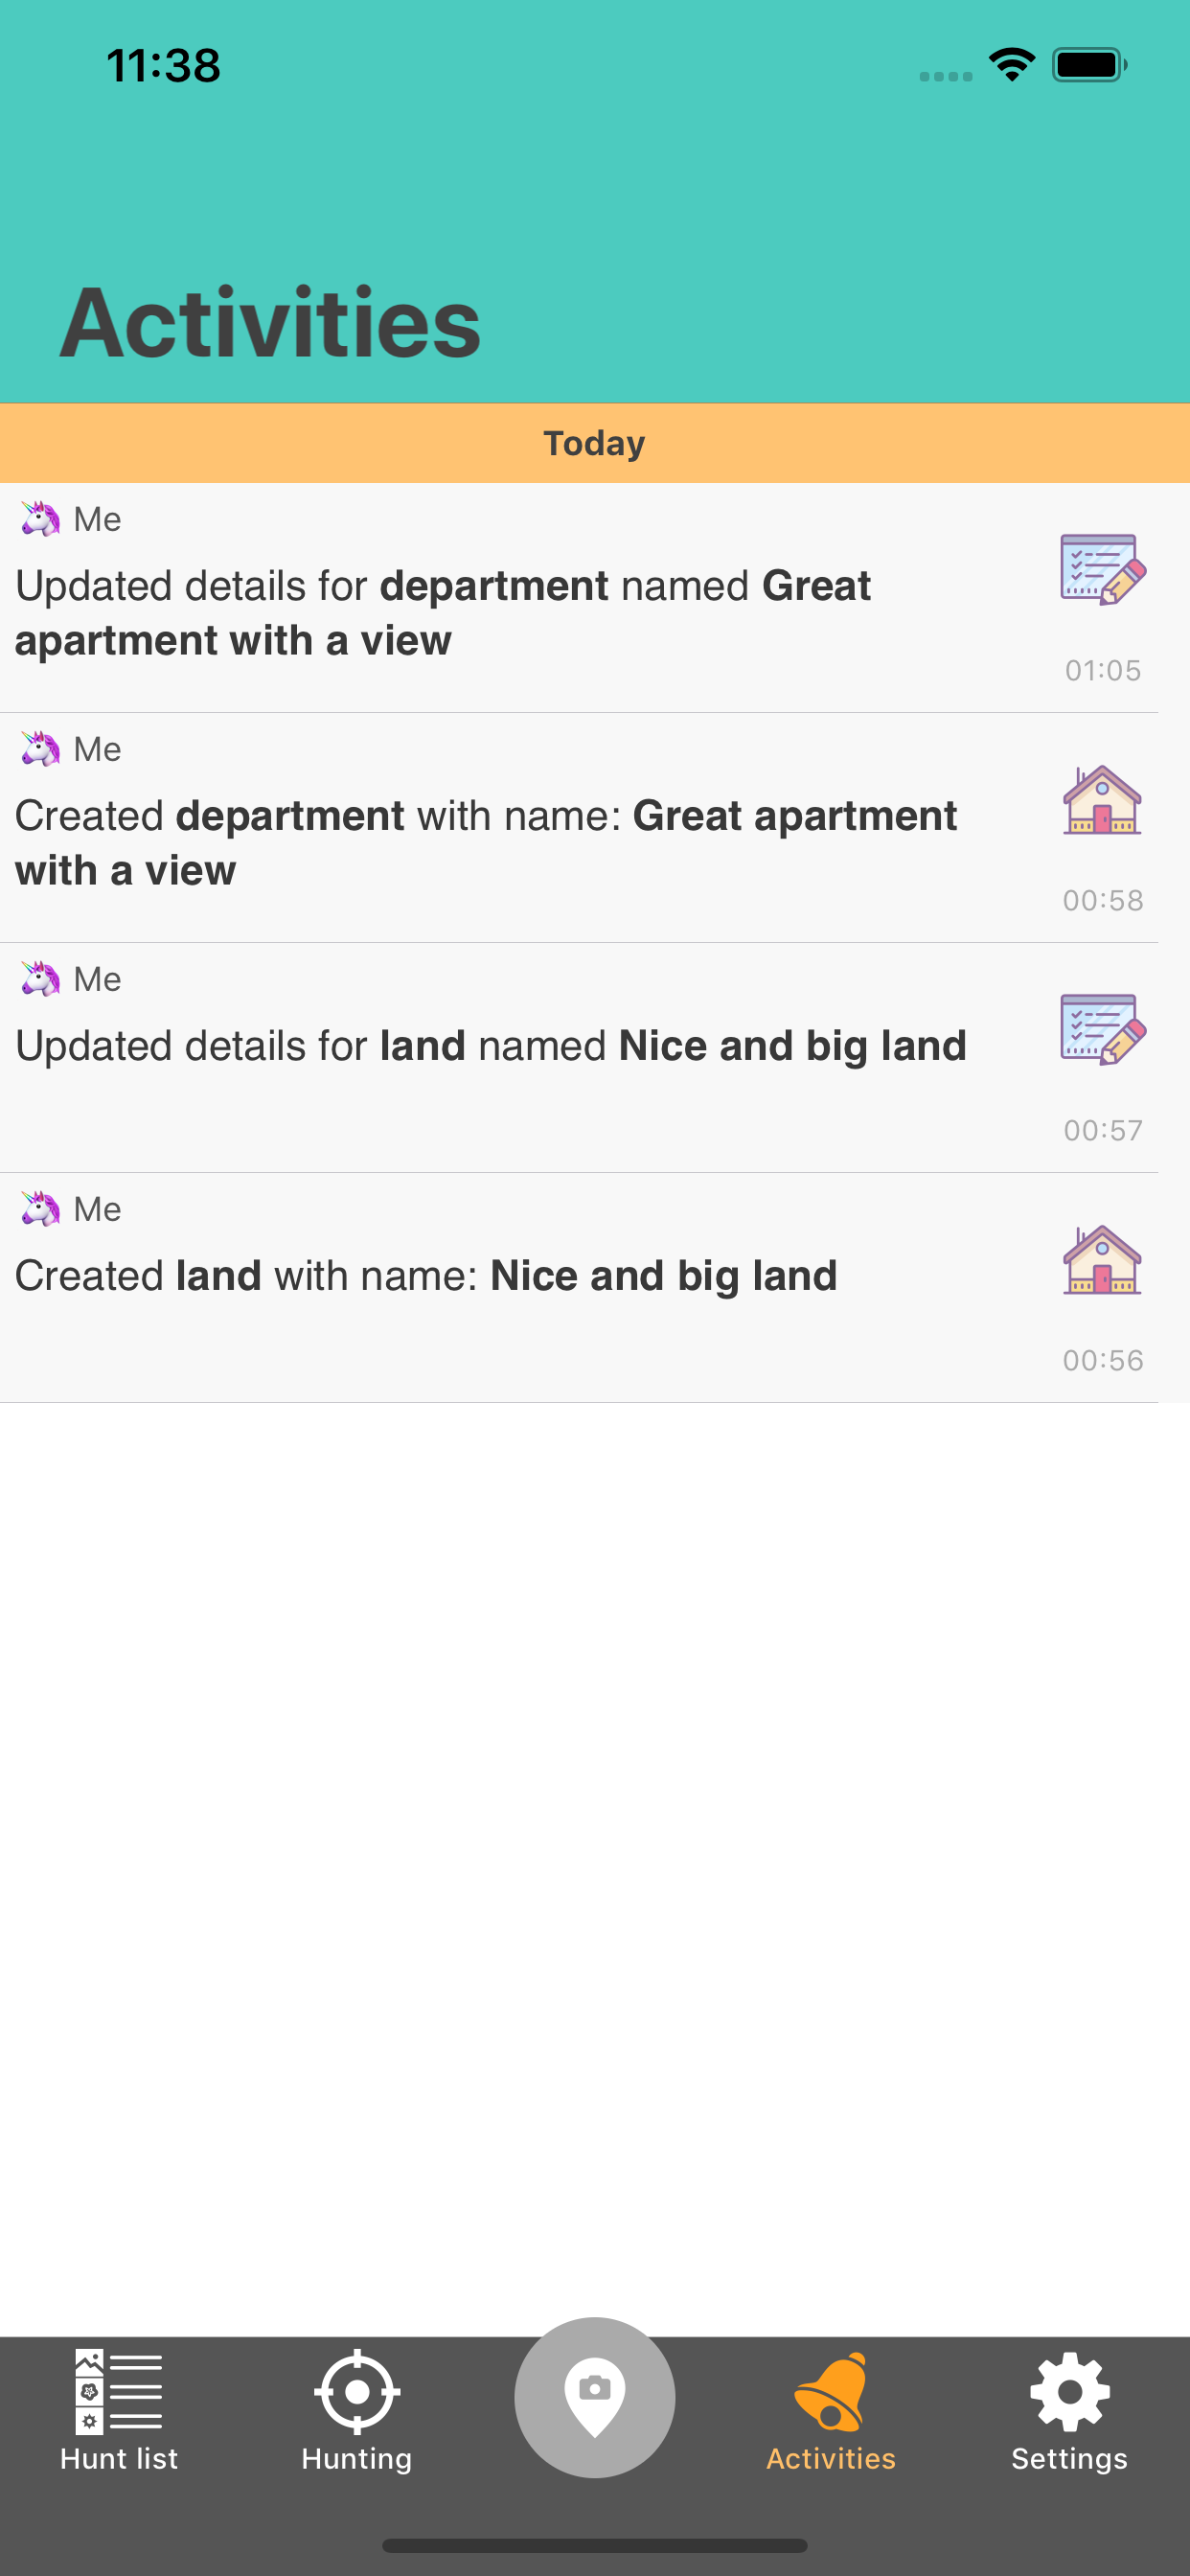 11:38
Activities
Today
Me
Updated details for department named Great
apartment with a view
01:05
Me
Created department with name: Great apartment
with a view
00:58
Me
Updated details for land named Nice and big land
00:57
Me
Created land with name: Nice and big land
00:56
Hunt list
Hunting
Activities
Settings